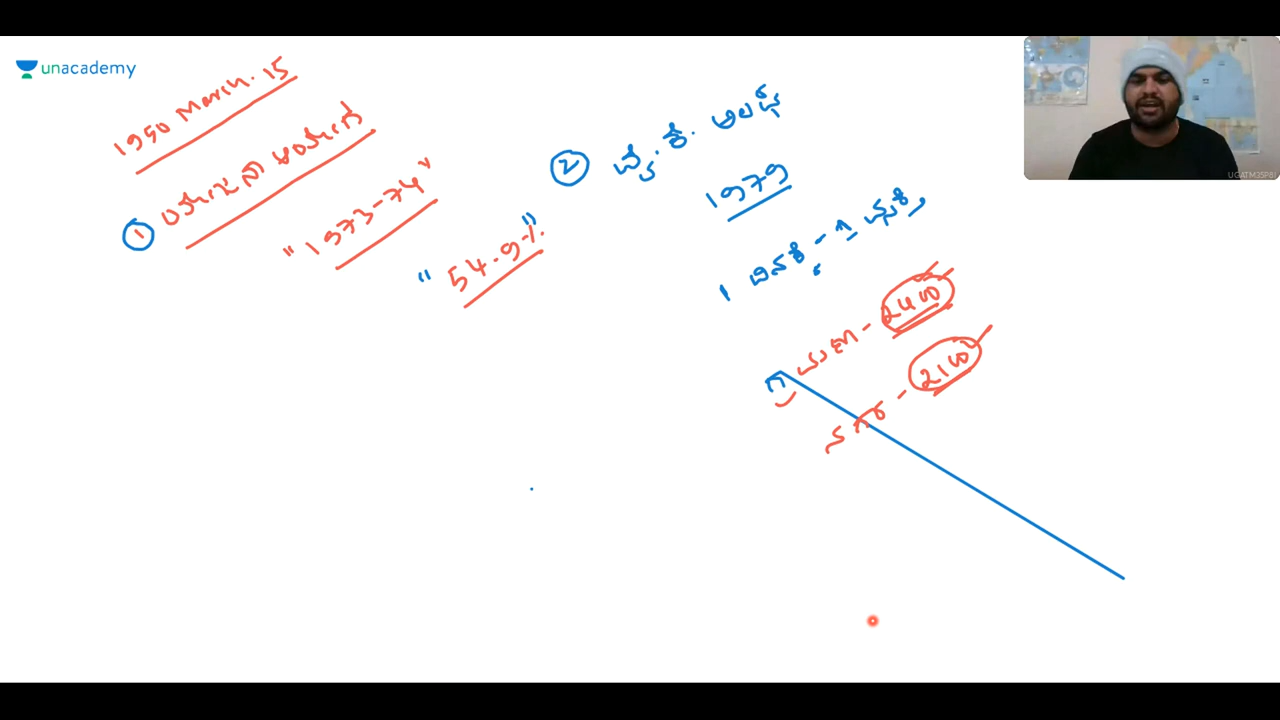 unacademy
1950 March. 15
① ಯೋಜನಾ ಆಯೋಗ
"1973-74"
"54.9%"
② ವೈ. ಕೆ. ಅಲಘ
1979
1 ದಿನಕ್ಕೆ - 1 ವ್ಯಕ್ತಿ
ಗ್ರಾಮೀಣ - 2400
ನಗರ - 2100
UGATM35F6I